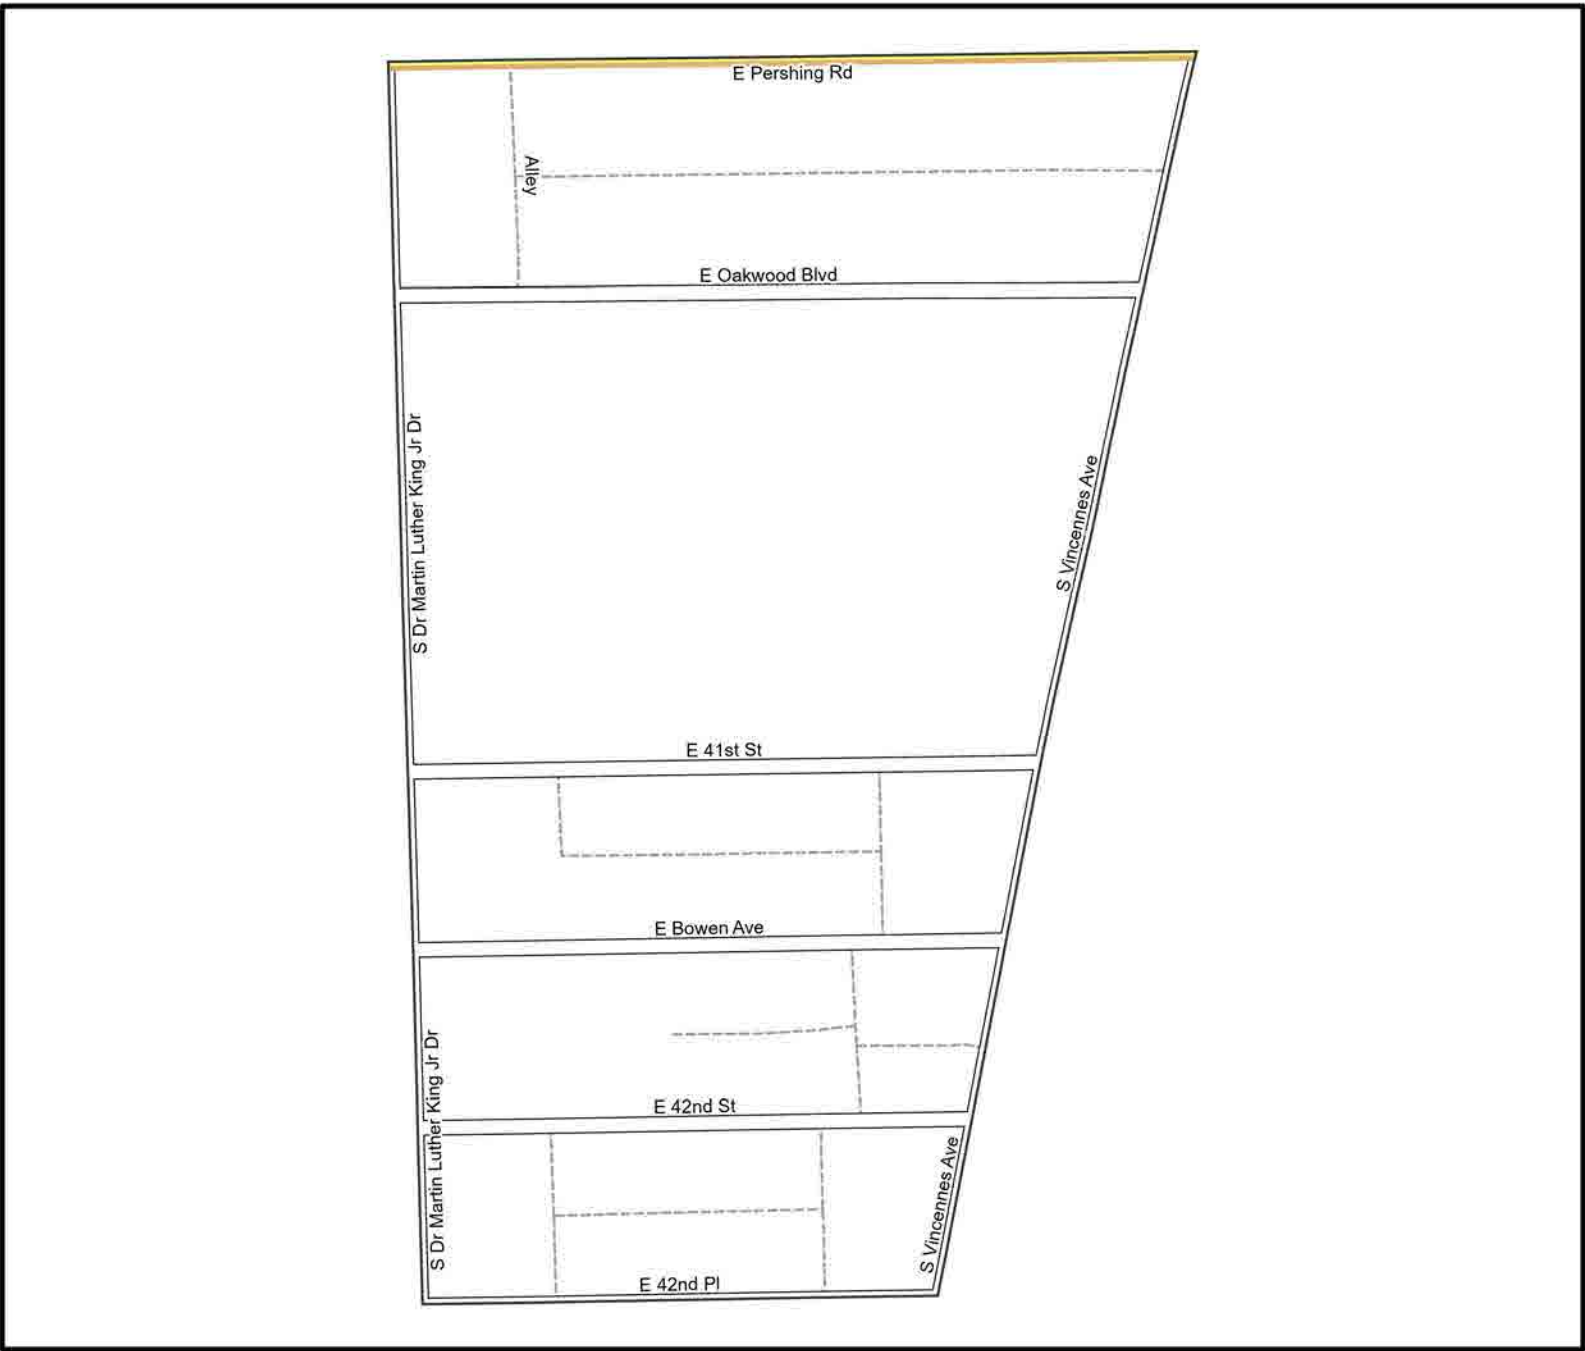 E Pershing Rd
Alley
E Oakwood Blvd
S Dr Martin Luther King Jr Dr
S Vincennes Ave
E 41st St
E Bowen Ave
S Dr Martin Luther King Jr Dr
E 42nd St
S Vincennes Ave
E 42nd Pl